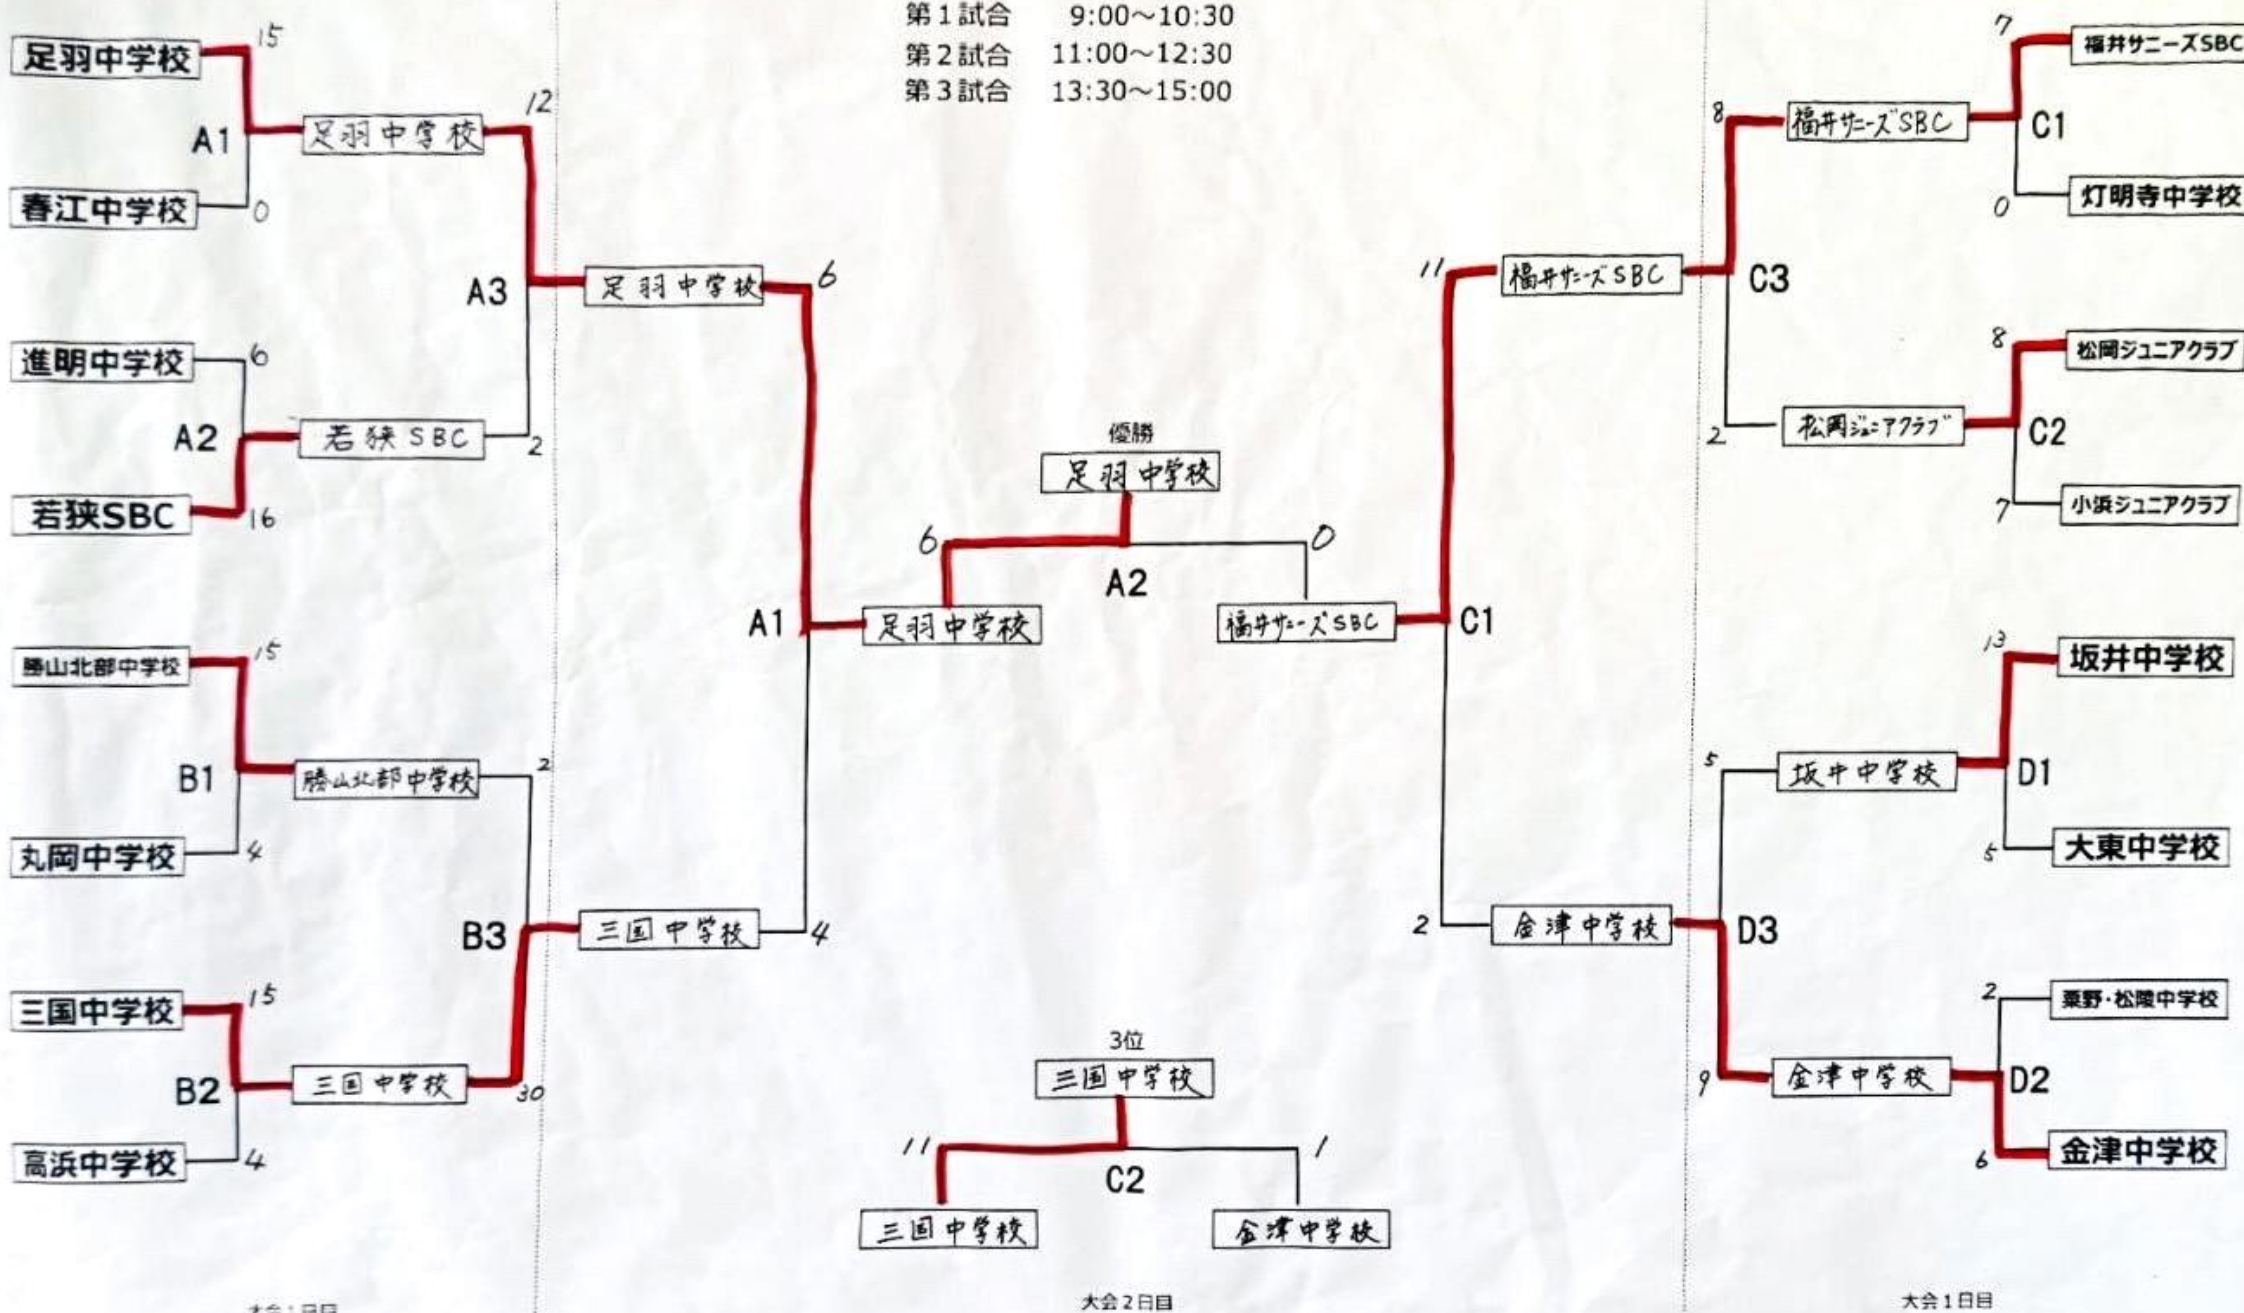 第1試合 9:00～10:30
第2試合 11:00～12:30
第3試合 13:30～15:00
足羽中学校
15
A1
足羽中学校
12
春江中学校
0
A3
足羽中学校
6
進明中学校
6
A2
若狭SBC
2
若狭SBC
16
A1
足羽中学校
勝山北部中学校
15
B1
勝山北部中学校
2
丸岡中学校
4
B3
三国中学校
4
三国中学校
15
B2
三国中学校
30
高浜中学校
4
優勝
足羽中学校
6
0
A2
福井サニーズSBC
C1
3位
三国中学校
11
1
C2
三国中学校
金津中学校
11
福井サニーズSBC
C3
2
金津中学校
D3
8
福井サニーズSBC
C1
7
福井サニーズSBC
0
灯明寺中学校
2
松岡ジュニアクラブ
C2
8
松岡ジュニアクラブ
7
小浜ジュニアクラブ
5
坂井中学校
D1
13
坂井中学校
5
大東中学校
9
金津中学校
D2
2
粟野・松陵中学校
6
金津中学校
大会1日目
大会2日目
大会1日目